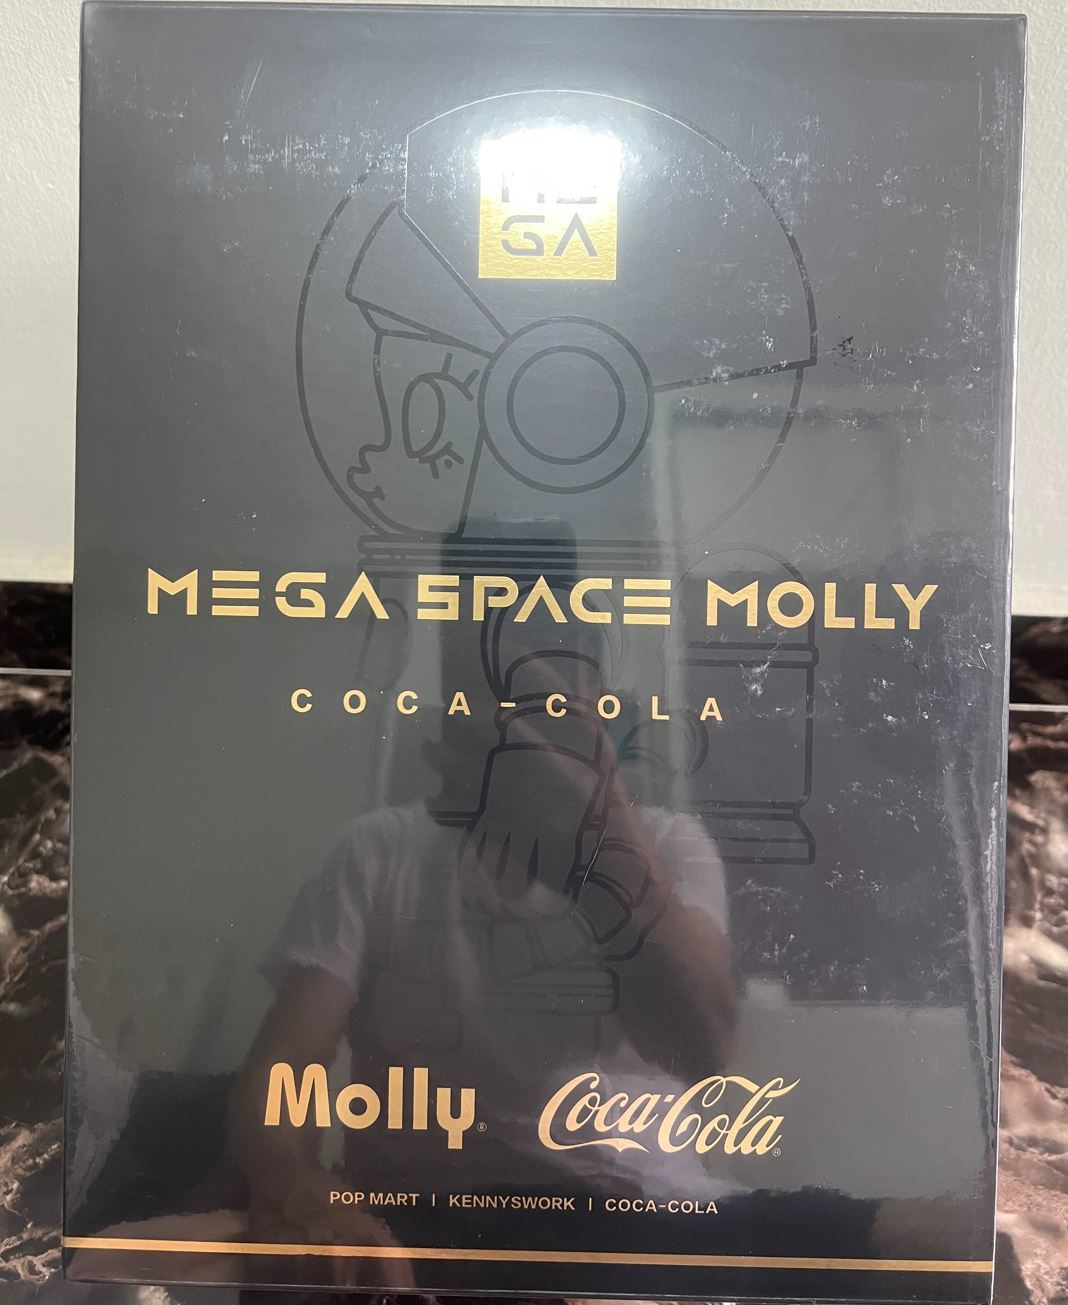 GA
MEGA SPACE MOLLY
COCA-COLA
Molly®
Coca-Cola®
POP MART | KENNYSWORK | COCA-COLA